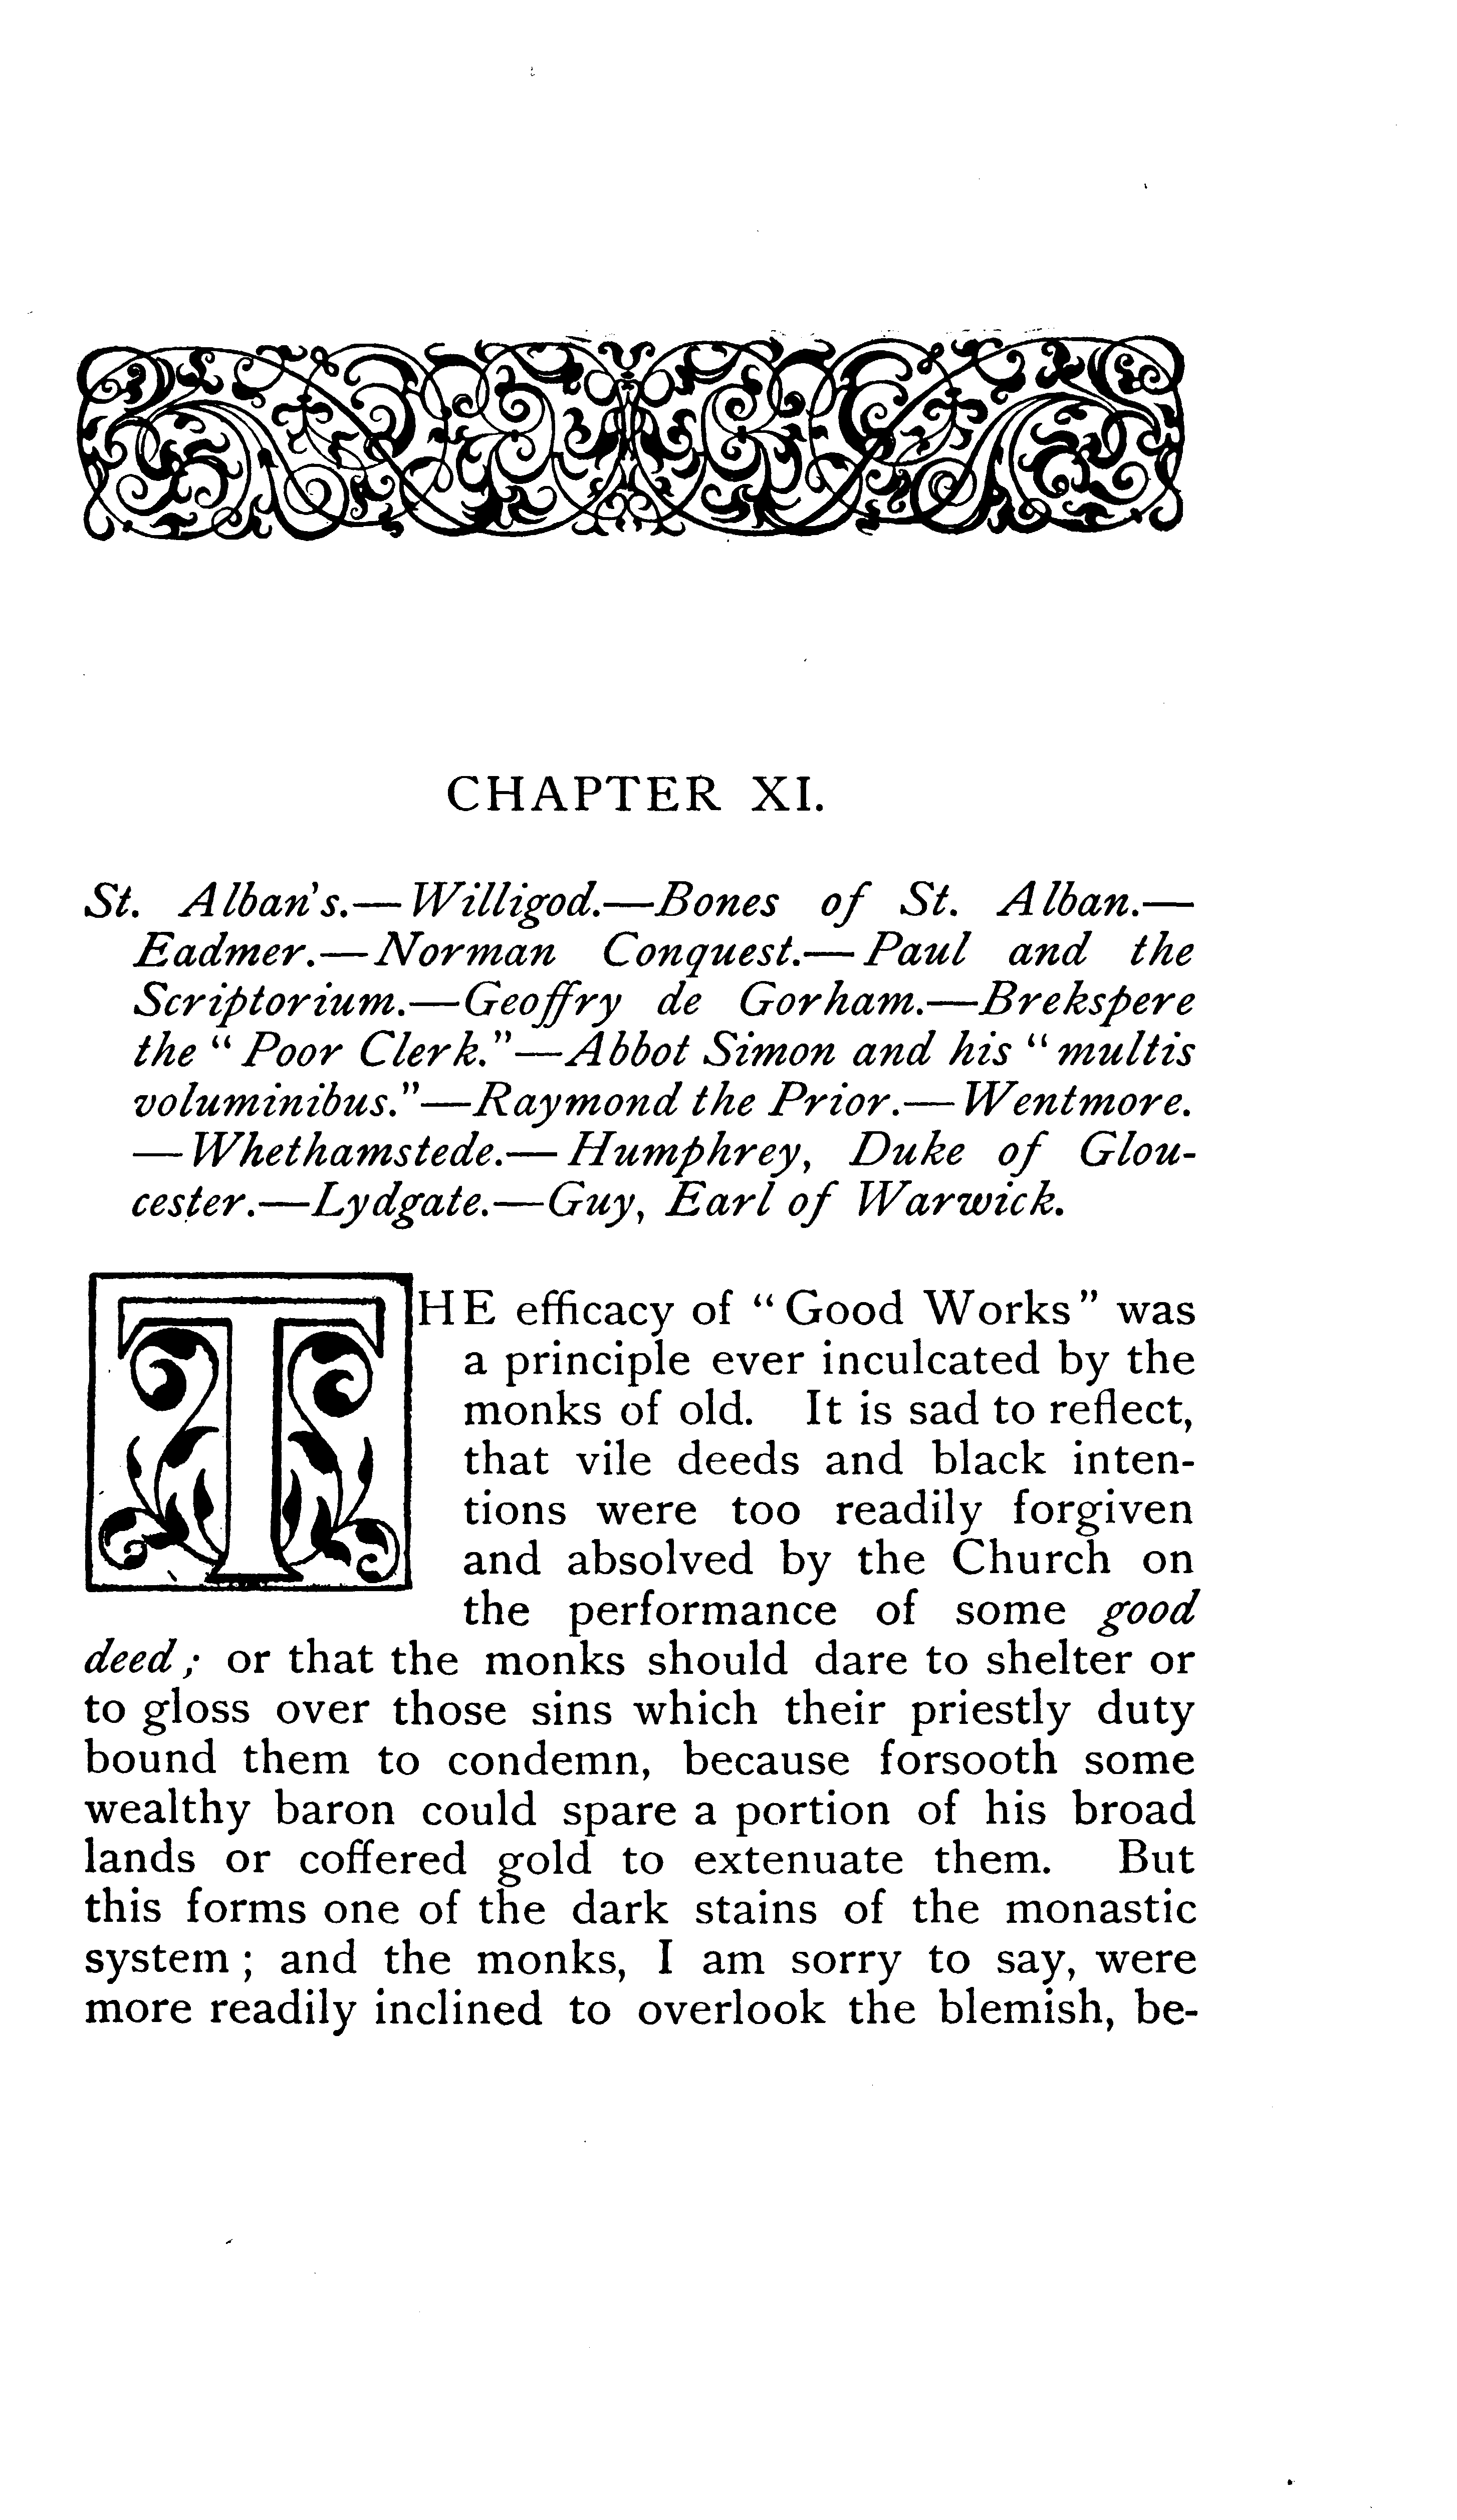 CHAPTER XI.
St. Alban's.—Willigod.—Bones of St. Alban.—
Eadmer.—Norman Conquest.—Paul and the
Scriptorium.—Geoffry de Gorham.—Brekspere
the “Poor Clerk.”—Abbot Simon and his “multis
voluminibus.”—Raymond the Prior.—Wentmore.
—Whethamstede.—Humphrey, Duke of Glou-
cester.—Lydgate.—Guy, Earl of Warwick.
THE efficacy of “Good Works” was
a principle ever inculcated by the
monks of old. It is sad to reflect,
that vile deeds and black inten-
tions were too readily forgiven
and absolved by the Church on
the performance of some good
deed; or that the monks should dare to shelter or
to gloss over those sins which their priestly duty
bound them to condemn, because forsooth some
wealthy baron could spare a portion of his broad
lands or coffered gold to extenuate them. But
this forms one of the dark stains of the monastic
system; and the monks, I am sorry to say, were
more readily inclined to overlook the blemish, be-